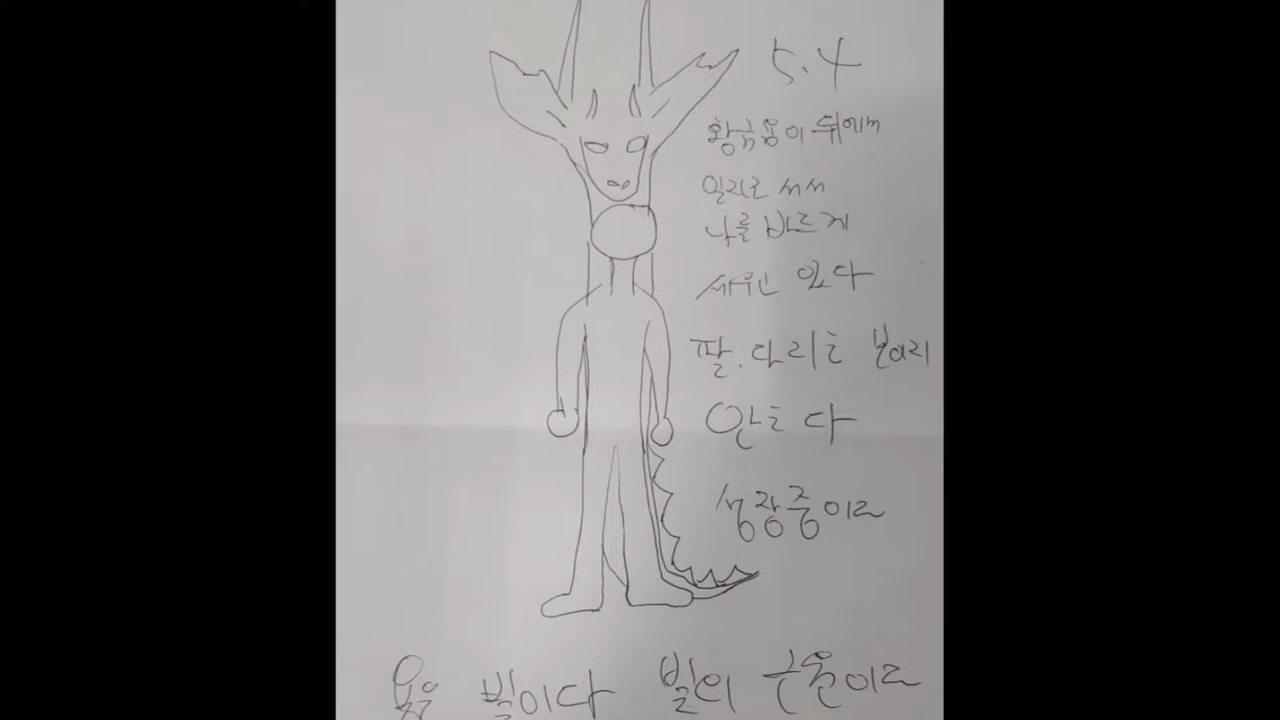 5.4
황금용이 뒤에서
일자로 서서
나를 바르게
세우고 있다
팔.다리는 보이지
않는다
성장중이고
용은 빛이다 빛의 근원이고